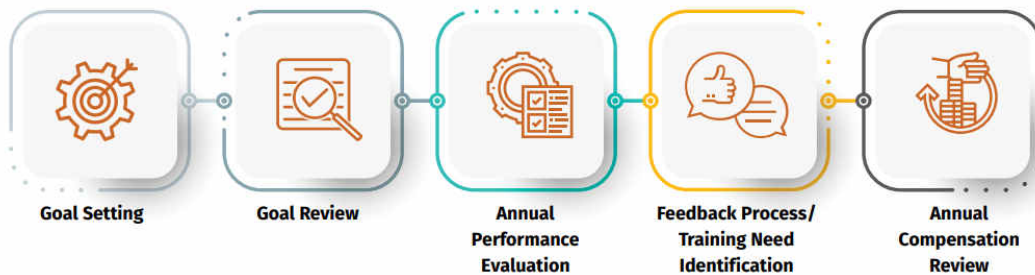 Goal Setting
Goal Review
Annual
Performance
Evaluation
Feedback Process/
Training Need
Identification
Annual
Compensation
Review